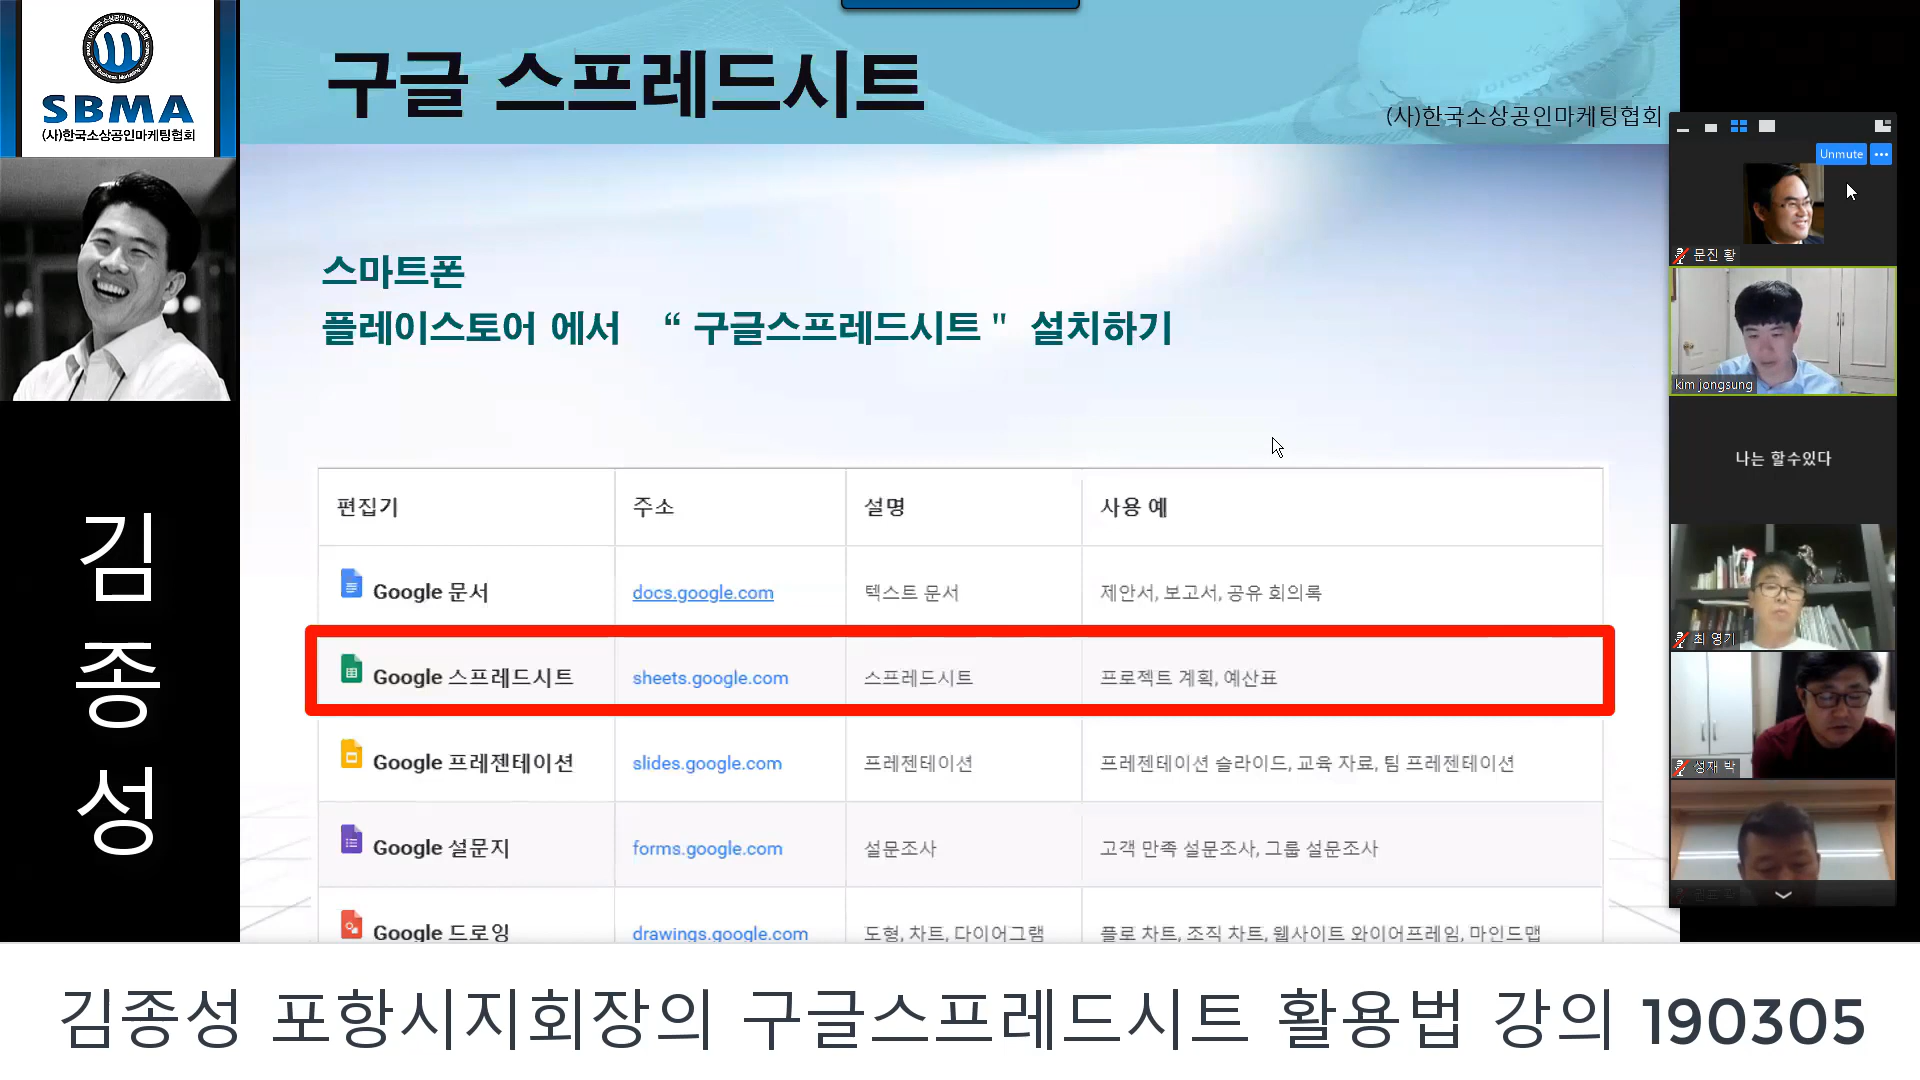 SBMA
(사)한국소상공인마케팅협회
김
종
성
구글 스프레드시트
(사)한국소상공인마케팅협회
스마트폰
플레이스토어 에서 “ 구글스프레드시트 " 설치하기
편집기 주소 설명 사용 예
Google 문서 docs.google.com 텍스트 문서 제안서, 보고서, 공유 회의록
Google 스프레드시트 sheets.google.com 스프레드시트 프로젝트 계획, 예산표
Google 프레젠테이션 slides.google.com 프레젠테이션 프레젠테이션 슬라이드, 교육 자료, 팀 프레젠테이션
Google 설문지 forms.google.com 설문조사 고객 만족 설문조사, 그룹 설문조사
Google 드로잉 drawings.google.com 도형, 차트, 다이어그램 플로 차트, 조직 차트, 웹사이트 와이어프레임, 마인드맵
Unmute
문진 황
kim jongsung
나는 할수있다
최 영기
성재 박
김종성 포항시지회장의 구글스프레드시트 활용법 강의 190305